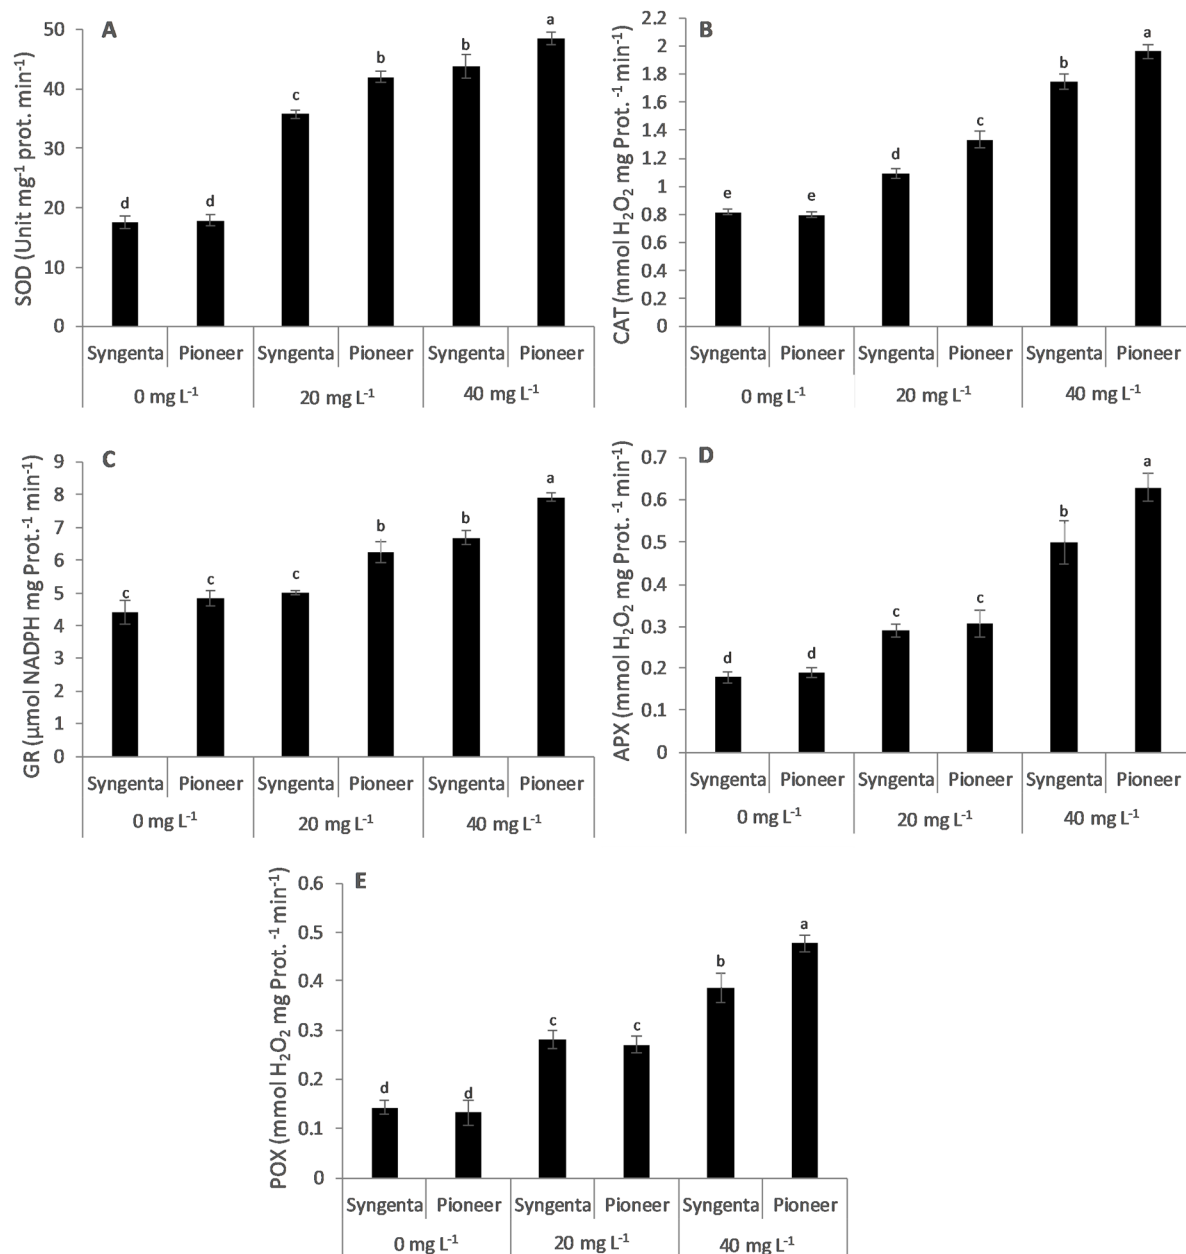 A
SOD (Unit mg⁻¹ prot. min⁻¹)
50
40
30
20
10
0
d
d
c
b
b
a
Syngenta Pioneer Syngenta Pioneer Syngenta Pioneer
0 mg L⁻¹ 20 mg L⁻¹ 40 mg L⁻¹
B
CAT (mmol H₂O₂ mg Prot. ⁻¹ min⁻¹)
2.2
2
1.8
1.6
1.4
1.2
1
0.8
0.6
0.4
0.2
0
e
e
d
c
b
a
Syngenta Pioneer Syngenta Pioneer Syngenta Pioneer
0 mg L⁻¹ 20 mg L⁻¹ 40 mg L⁻¹
C
GR (µmol NADPH mg Prot.⁻¹ min⁻¹)
9
8
7
6
5
4
3
2
1
0
c
c
c
b
b
a
Syngenta Pioneer Syngenta Pioneer Syngenta Pioneer
0 mg L⁻¹ 20 mg L⁻¹ 40 mg L⁻¹
D
APX (mmol H₂O₂ mg Prot. ⁻¹ min⁻¹)
0.7
0.6
0.5
0.4
0.3
0.2
0.1
0
d
d
c
c
b
a
Syngenta Pioneer Syngenta Pioneer Syngenta Pioneer
0 mg L⁻¹ 20 mg L⁻¹ 40 mg L⁻¹
E
POX (mmol H₂O₂ mg Prot. ⁻¹ min⁻¹)
0.6
0.5
0.4
0.3
0.2
0.1
0
d
d
c
c
b
a
Syngenta Pioneer Syngenta Pioneer Syngenta Pioneer
0 mg L⁻¹ 20 mg L⁻¹ 40 mg L⁻¹